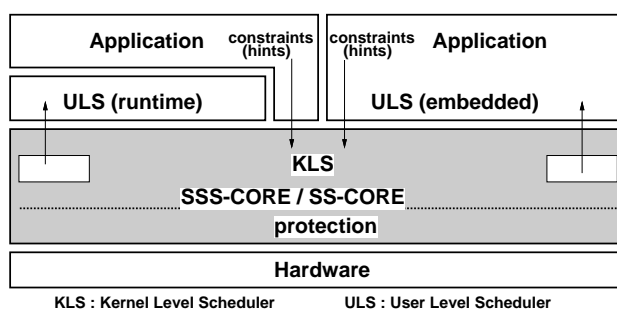 Application constraints (hints) constraints (hints) Application
ULS (runtime) ULS (embedded)
KLS
SSS-CORE / SS-CORE
protection
Hardware
KLS : Kernel Level Scheduler ULS : User Level Scheduler